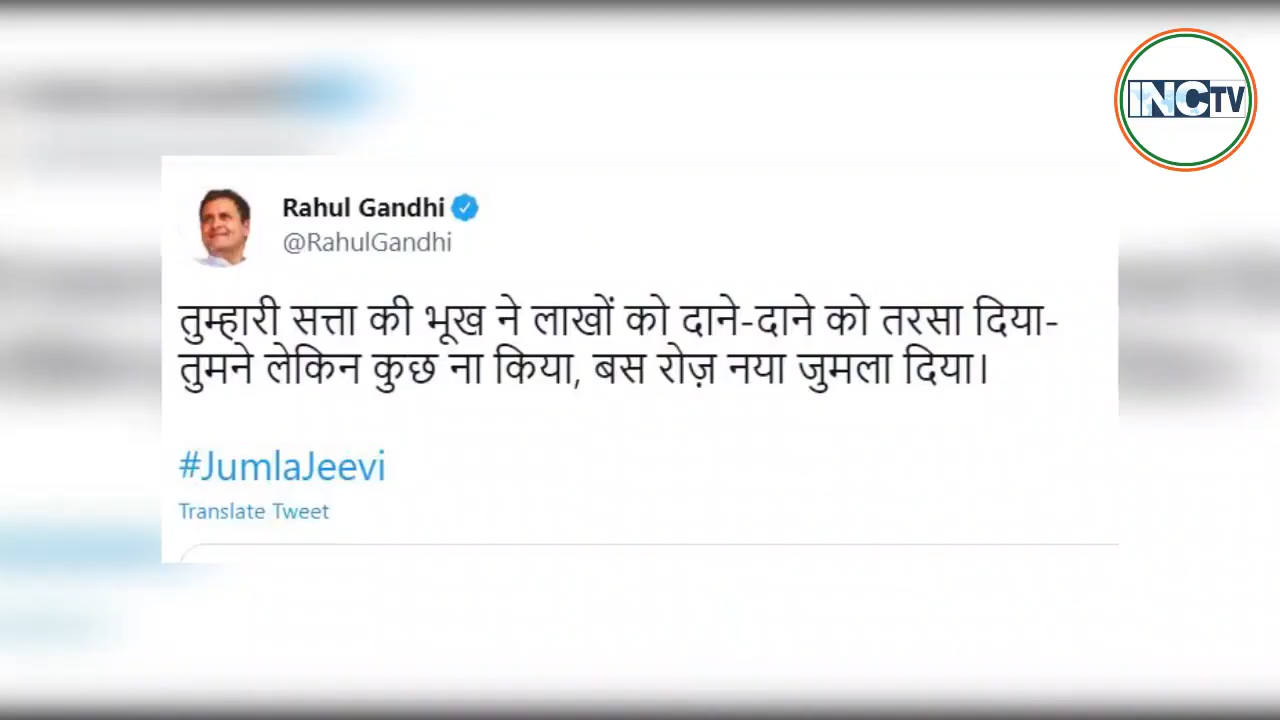 INCTV
Rahul Gandhi
@RahulGandhi
तुम्हारी सत्ता की भूख ने लाखों को दाने-दाने को तरसा दिया-
तुमने लेकिन कुछ ना किया, बस रोज़ नया जुमला दिया।
#JumlaJeevi
Translate Tweet